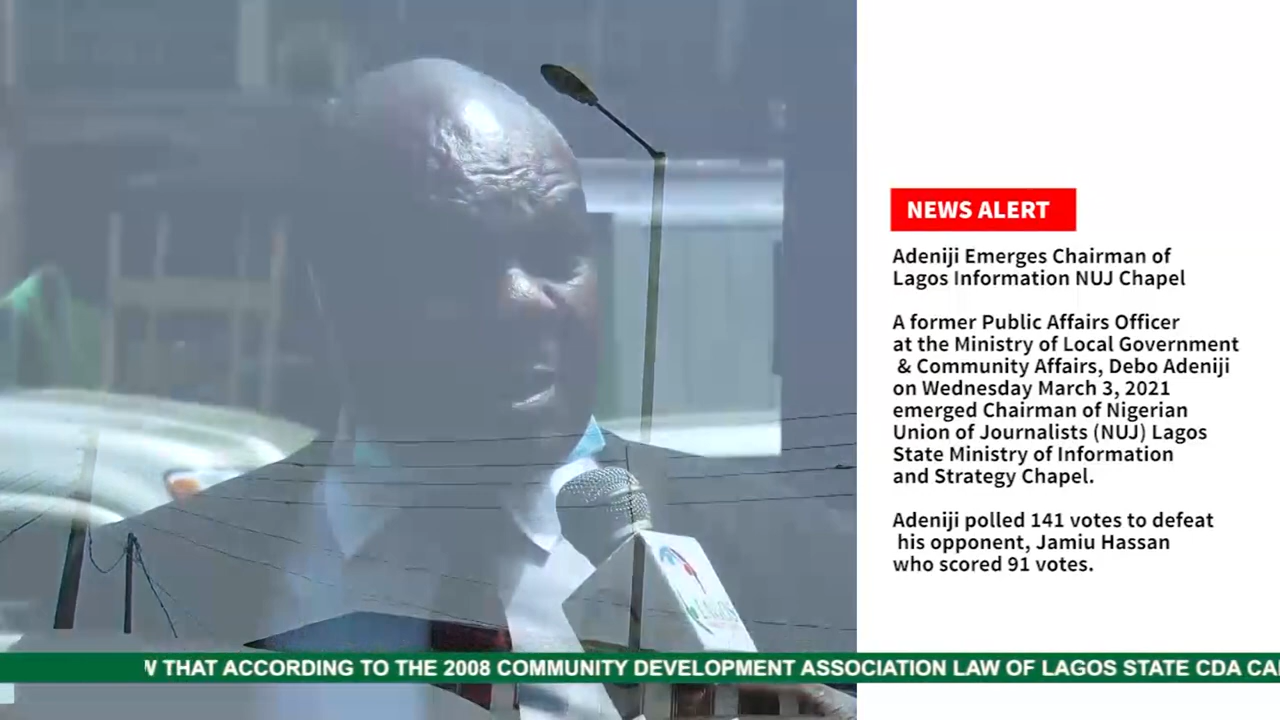 NEWS ALERT
Adeniji Emerges Chairman of
Lagos Information NUJ Chapel
A former Public Affairs Officer
at the Ministry of Local Government
& Community Affairs, Debo Adeniji
on Wednesday March 3, 2021
emerged Chairman of Nigerian
Union of Journalists (NUJ) Lagos
State Ministry of Information
and Strategy Chapel.
Adeniji polled 141 votes to defeat
his opponent, Jamiu Hassan
who scored 91 votes.
LAGOS
THAT ACCORDING TO THE 2008 COMMUNITY DEVELOPMENT ASSOCIATION LAW OF LAGOS STATE CDA